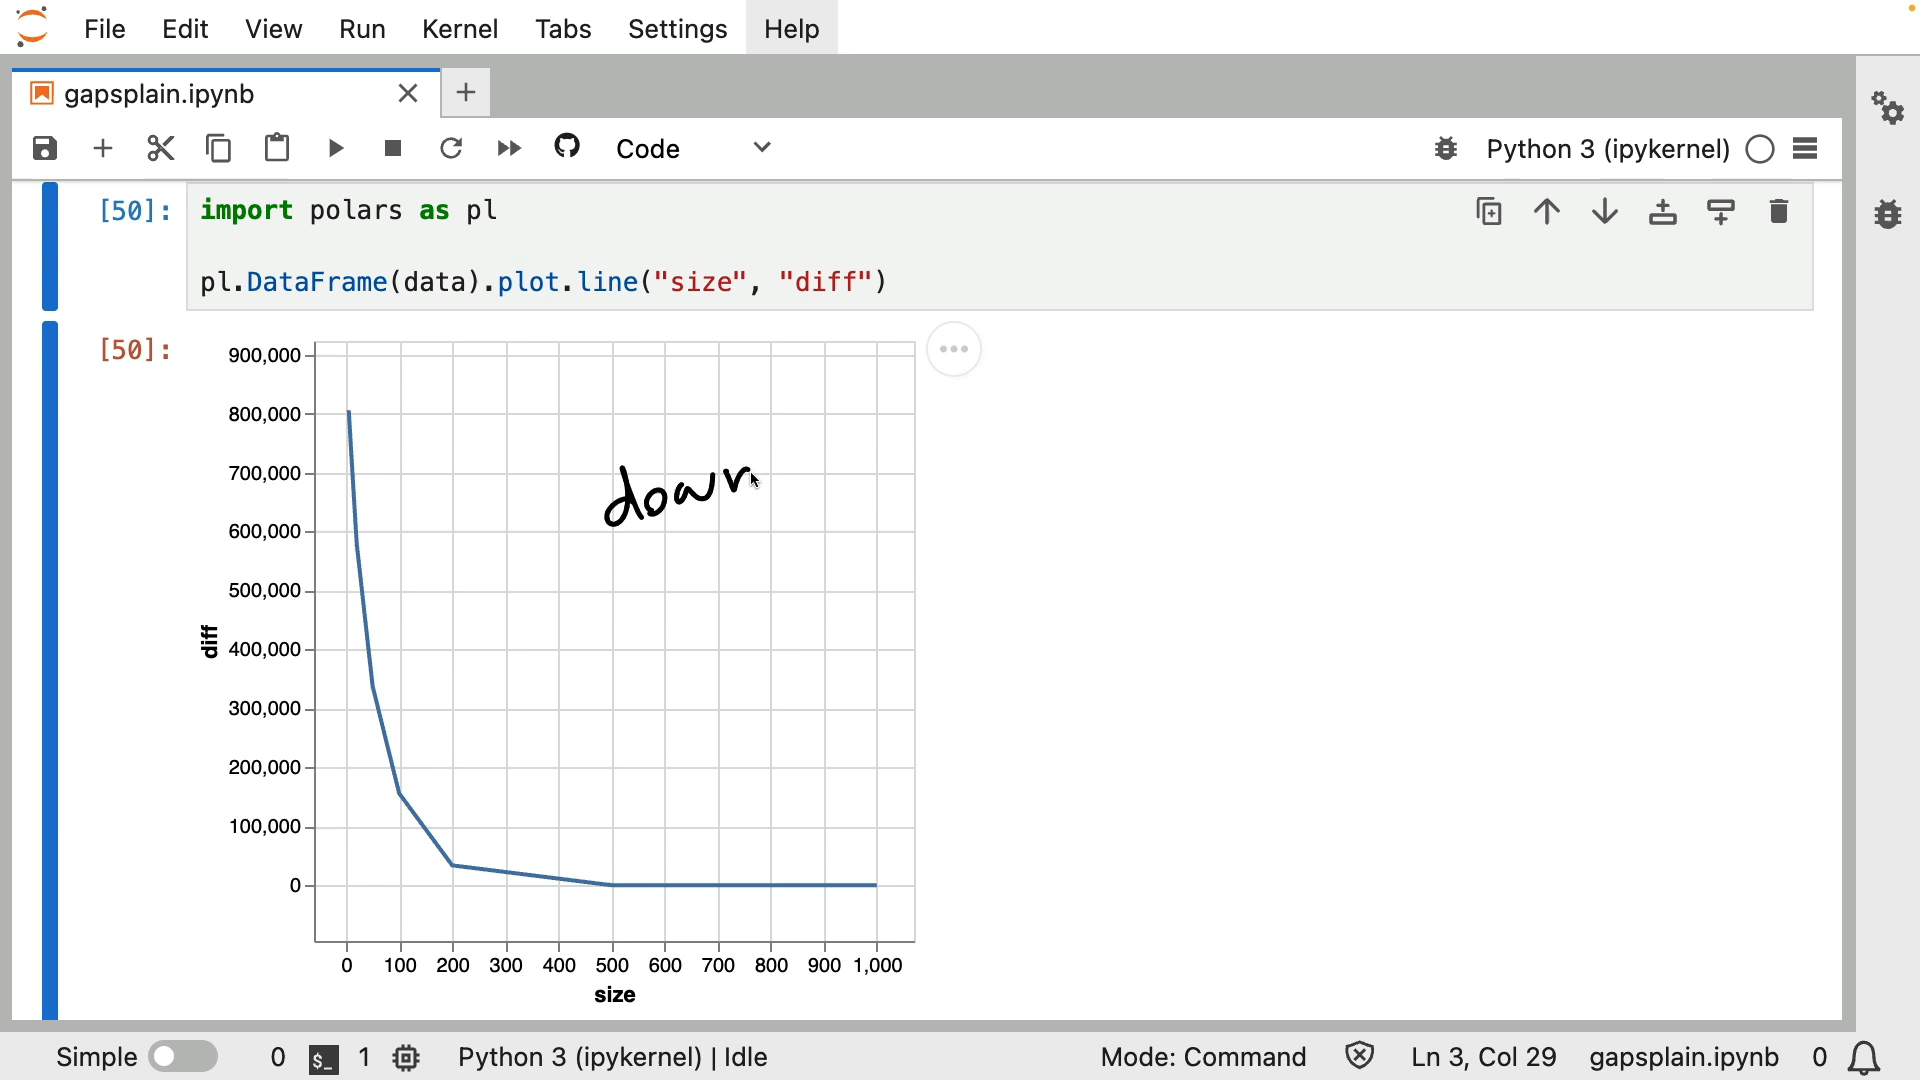 File Edit View Run Kernel Tabs Settings Help
gapsplain.ipynb
Code
Python 3 (ipykernel)
[50]:
import polars as pl
pl.DataFrame(data).plot.line("size", "diff")
[50]:
900,000
800,000
700,000
600,000
500,000
400,000
300,000
200,000
100,000
0
diff
dow
0 100 200 300 400 500 600 700 800 900 1,000
size
Simple 0 $_ 1 Python 3 (ipykernel) | Idle Mode: Command Ln 3, Col 29 gapsplain.ipynb 0